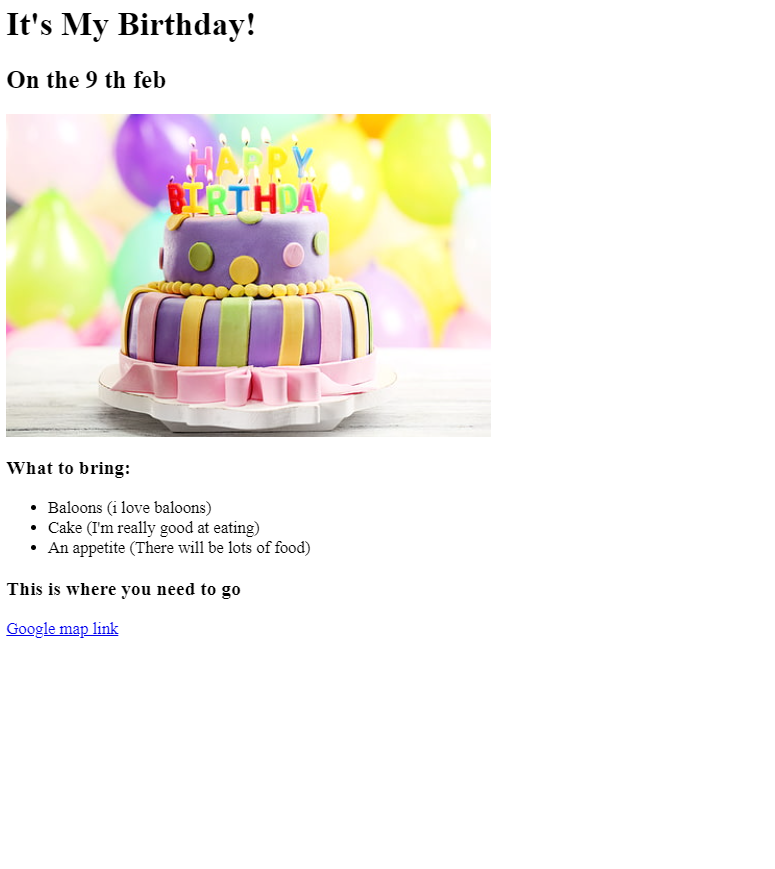 It's My Birthday!
On the 9 th feb
HAPPY
BIRTHDAY
What to bring:
Baloons (i love baloons)
Cake (I'm really good at eating)
An appetite (There will be lots of food)
This is where you need to go
Google map link